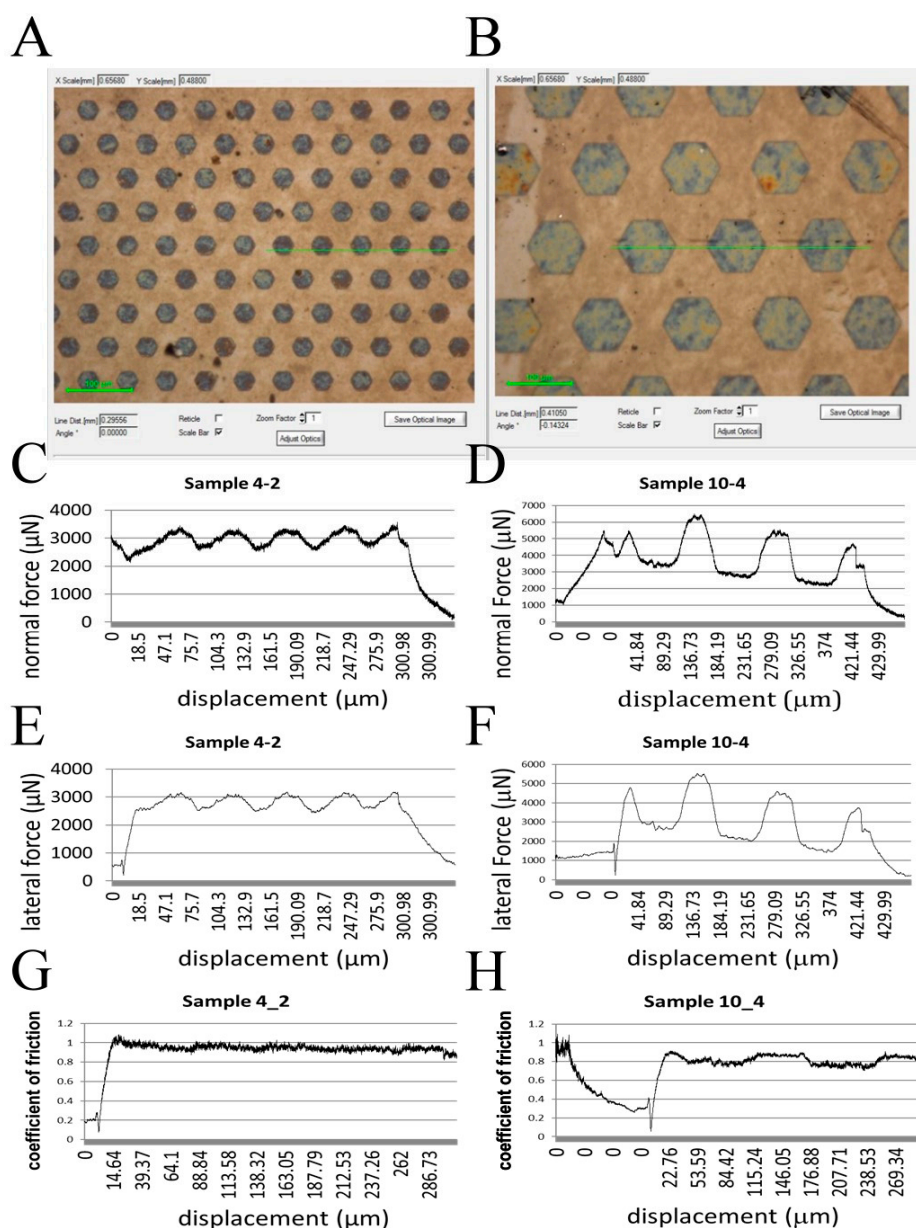 A
B
X Scale[mm] 0.65680 Y Scale[mm] 0.48800
X Scale[mm] 0.65680 Y Scale[mm] 0.48800
100 µm
100 µm
Line Dist.[mm] 0.29556 Reticle Zoom Factor 1 Save Optical Image
Angle ° 0.00000 Scale Bar Adjust Optics
Line Dist.[mm] 0.41050 Reticle Zoom Factor 1 Save Optical Image
Angle ° -0.14324 Scale Bar Adjust Optics
C
Sample 4-2
normal force (µN)
4000
3000
2000
1000
0
0 18.5 47.1 75.7 104.3 132.9 161.5 190.09 218.7 247.29 275.9 300.98 300.99
displacement (µm)
D
Sample 10-4
normal Force (µN)
7000
6000
5000
4000
3000
2000
1000
0
0 0 0 41.84 89.29 136.73 184.19 231.65 279.09 326.55 374 421.44 429.99
displacement (µm)
E
Sample 4-2
lateral force (µN)
4000
3000
2000
1000
0
0 18.5 47.1 75.7 104.3 132.9 161.5 190.09 218.7 247.29 275.9 300.98 300.99
displacement (µm)
F
Sample 10-4
lateral Force (µN)
6000
5000
4000
3000
2000
1000
0
0 0 0 41.84 89.29 136.73 184.19 231.65 279.09 326.55 374 421.44 429.99
displacement (µm)
G
Sample 4_2
coefficient of friction
1.2
1
0.8
0.6
0.4
0.2
0
0 14.64 39.37 64.1 88.84 113.58 138.32 163.05 187.79 212.53 237.26 262 286.73
displacement (µm)
H
Sample 10_4
coefficient of friction
1.2
1
0.8
0.6
0.4
0.2
0
0 0 0 0 22.76 53.59 84.42 115.24 146.05 176.88 207.71 238.53 269.34
displacement (µm)